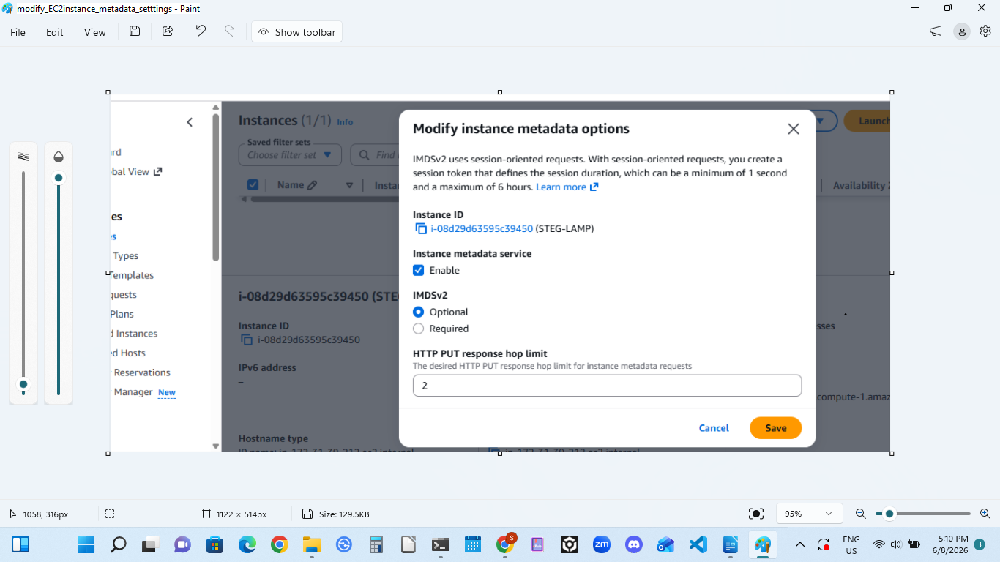 modify_EC2instance_metadata_setttings - Paint
File Edit View Show toolbar
Instances (1/1) Info
Launch
Saved filter sets
Choose filter set
Find
Name
Availability
obal View
es
es
Types
Templates
quests
Plans
Instances
ed Hosts
Reservations
Manager New
i-08d29d63595c39450 (STE
Instance ID
i-08d29d63595c39450
IPv6 address
–
Hostname type
sses
compute-1.amaz
Modify instance metadata options
IMDSv2 uses session-oriented requests. With session-oriented requests, you create a
session token that defines the session duration, which can be a minimum of 1 second
and a maximum of 6 hours. Learn more
Instance ID
i-08d29d63595c39450 (STEG-LAMP)
Instance metadata service
Enable
IMDSv2
Optional
Required
HTTP PUT response hop limit
The desired HTTP PUT response hop limit for instance metadata requests
2
Cancel Save
1058, 316px
1122 × 514px
Size: 129.5KB
95%
ENG
US
5:10 PM
6/8/2026
3